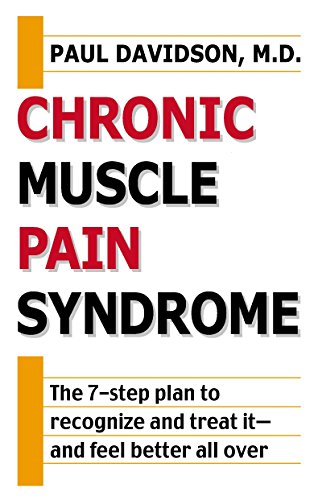 PAUL DAVIDSON, M.D.
CHRONIC
MUSCLE
PAIN
SYNDROME
The 7-step plan to
recognize and treat it—
and feel better all over